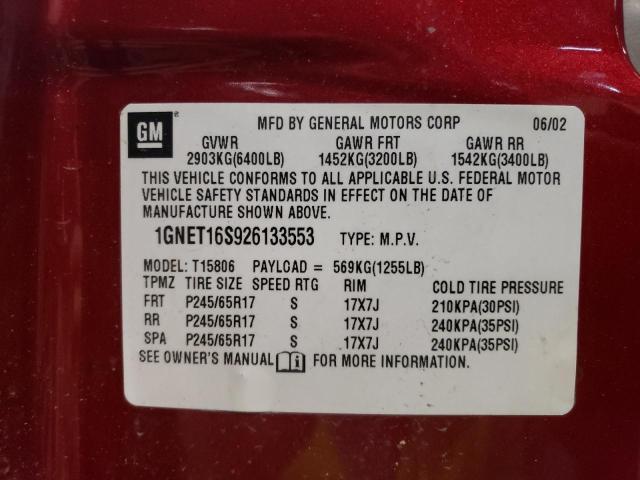 GM ® MFD BY GENERAL MOTORS CORP 06/02
GVWR GAWR FRT GAWR RR
2903KG(6400LB) 1452KG(3200LB) 1542KG(3400LB)
THIS VEHICLE CONFORMS TO ALL APPLICABLE U.S. FEDERAL MOTOR
VEHICLE SAFETY STANDARDS IN EFFECT ON THE DATE OF
MANUFACTURE SHOWN ABOVE.
1GNET16S926133553 TYPE: M.P.V.
MODEL: T15806 PAYLOAD = 569KG(1255LB)
TPMZ TIRE SIZE SPEED RTG RIM COLD TIRE PRESSURE
FRT P245/65R17 S 17X7J 210KPA(30PSI)
RR P245/65R17 S 17X7J 240KPA(35PSI)
SPA P245/65R17 S 17X7J 240KPA(35PSI)
SEE OWNER'S MANUAL i FOR MORE INFORMATION.